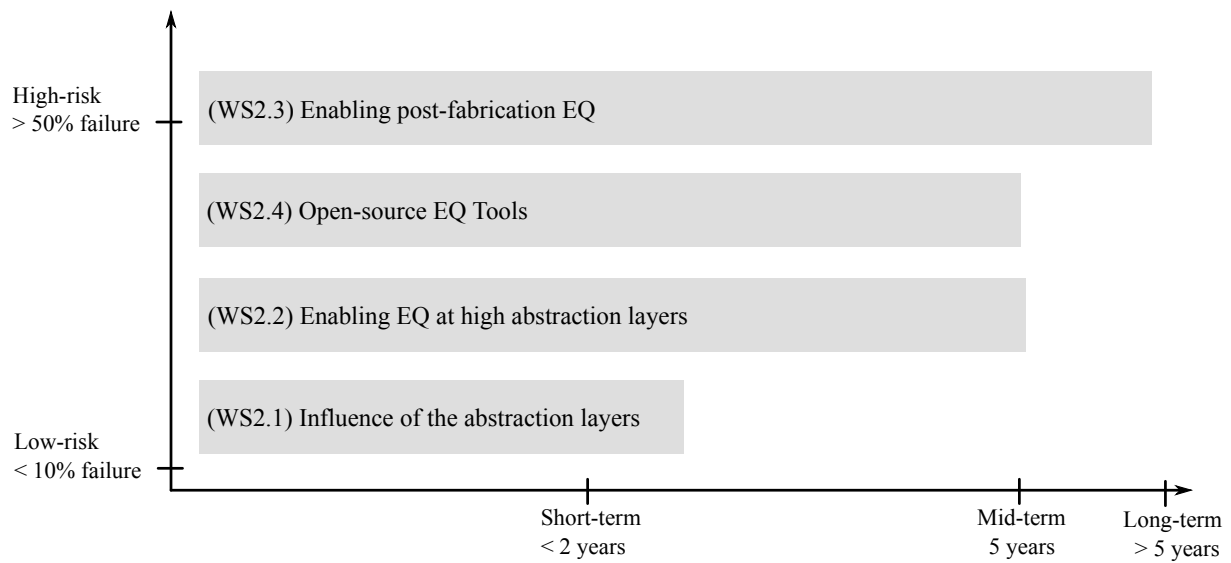 High-risk
> 50% failure
(WS2.3) Enabling post-fabrication EQ
(WS2.4) Open-source EQ Tools
(WS2.2) Enabling EQ at high abstraction layers
(WS2.1) Influence of the abstraction layers
Low-risk
< 10% failure
Short-term
< 2 years
Mid-term
5 years
Long-term
> 5 years